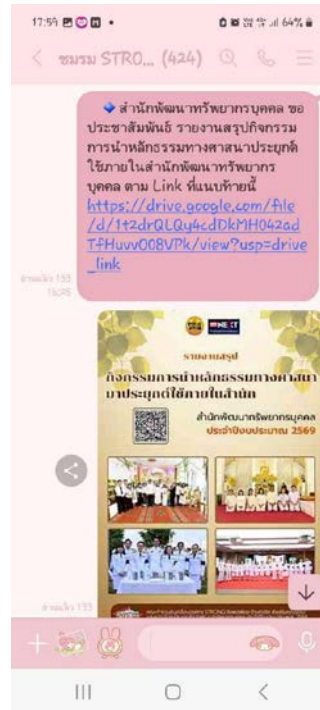 17:59
64%
ชมรม STRO... (424)
สำนักพัฒนาทรัพยากรบุคคล ขอ
ประชาสัมพันธ์ รายงานสรุปกิจกรรม
การนำหลักธรรมทางศาสนาประยุกต์
ใช้ภายในสำนักพัฒนาทรัพยากร
บุคคล ตาม Link ที่แนบท้ายนี้
https://drive.google.com/file
/d/1t2drQLQy4cdDkMH042ad
TfHuvvO08VPk/view?usp=drive
_link
อ่านแล้ว 133
รายงานสรุป
กิจกรรมการนำหลักธรรมทางศาสนา
มาประยุกต์ใช้ภายในสำนัก
สำนักพัฒนาทรัพยากรบุคคล
ประจำปีงบประมาณ 2569
อ่านแล้ว 133